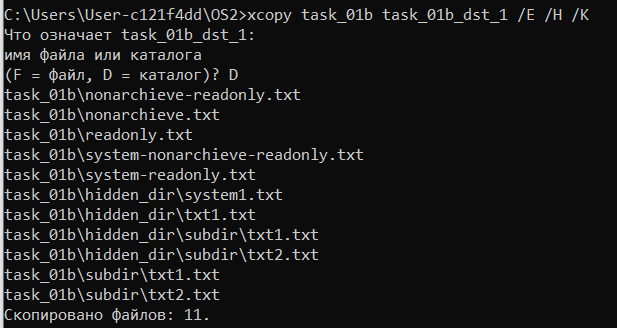 C:\Users\User-c121f4dd\OS2>xcopy task_01b task_01b_dst_1 /E /H /K
Что означает task_01b_dst_1:
имя файла или каталога
(F = файл, D = каталог)? D
task_01b\nonarchieve-readonly.txt
task_01b\nonarchieve.txt
task_01b\readonly.txt
task_01b\system-nonarchieve-readonly.txt
task_01b\system-readonly.txt
task_01b\hidden_dir\system1.txt
task_01b\hidden_dir\txt1.txt
task_01b\hidden_dir\subdir\txt1.txt
task_01b\hidden_dir\subdir\txt2.txt
task_01b\subdir\txt1.txt
task_01b\subdir\txt2.txt
Скопировано файлов: 11.